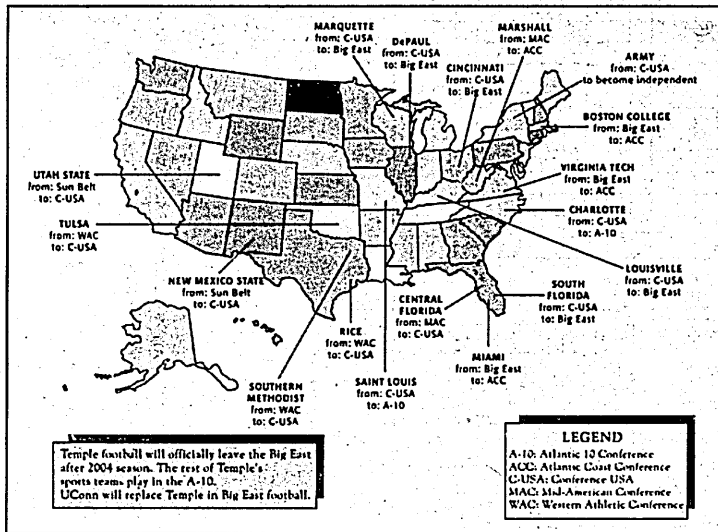 MARQUETTE
from: C-USA
to: Big East
DePAUL
from: C-USA
to: Big East
CINCINNATI
from: C-USA
to: Big East
MARSHALL
from: MAC
to: ACC
ARMY
from: C-USA
to become independent
BOSTON COLLEGE
from: Big East
to: ACC
VIRGINIA TECH
from: Big East
to: ACC
CHARLOTTE
from: C-USA
to: A-10
LOUISVILLE
from: C-USA
to: Big East
SOUTH
FLORIDA
from: C-USA
to: Big East
MIAMI
from: Big East
to: ACC
CENTRAL
FLORIDA
from: MAC
to: C-USA
SAINT LOUIS
from: C-USA
to: A-10
RICE
from: WAC
to: C-USA
SOUTHERN
METHODIST
from: WAC
to: C-USA
NEW MEXICO STATE
from: Sun Belt
to: C-USA
TULSA
from: WAC
to: C-USA
UTAH STATE
from: Sun Belt
to: C-USA
Temple football will officially leave the Big East
after 2004 season. The rest of Temple's
sports teams play in the A-10.
UConn will replace Temple in Big East football.
LEGEND
A-10: Atlantic 10 Conference
ACC: Atlantic Coast Conference
C-USA: Conference USA
MAC: Mid-American Conference
WAC: Western Athletic Conference